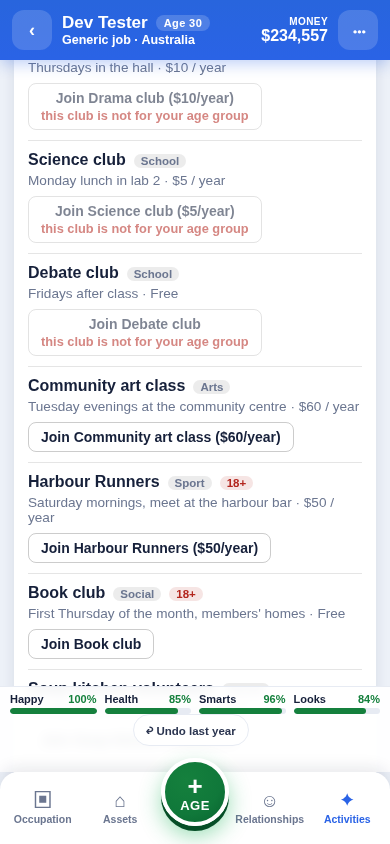 ‹
Dev Tester Age 30
Generic job · Australia
MONEY
$234,557
•••
Thursdays in the hall · $10 / year
Join Drama club ($10/year)
this club is not for your age group
Science club School
Monday lunch in lab 2 · $5 / year
Join Science club ($5/year)
this club is not for your age group
Debate club School
Fridays after class · Free
Join Debate club
this club is not for your age group
Community art class Arts
Tuesday evenings at the community centre · $60 / year
Join Community art class ($60/year)
Harbour Runners Sport 18+
Saturday mornings, meet at the harbour bar · $50 /
year
Join Harbour Runners ($50/year)
Book club Social 18+
First Thursday of the month, members' homes · Free
Join Book club
Soup kitchen volunteers
Happy 100% Health 85% Smarts 96% Looks 84%
Undo last year
+
AGE
Occupation Assets Relationships Activities